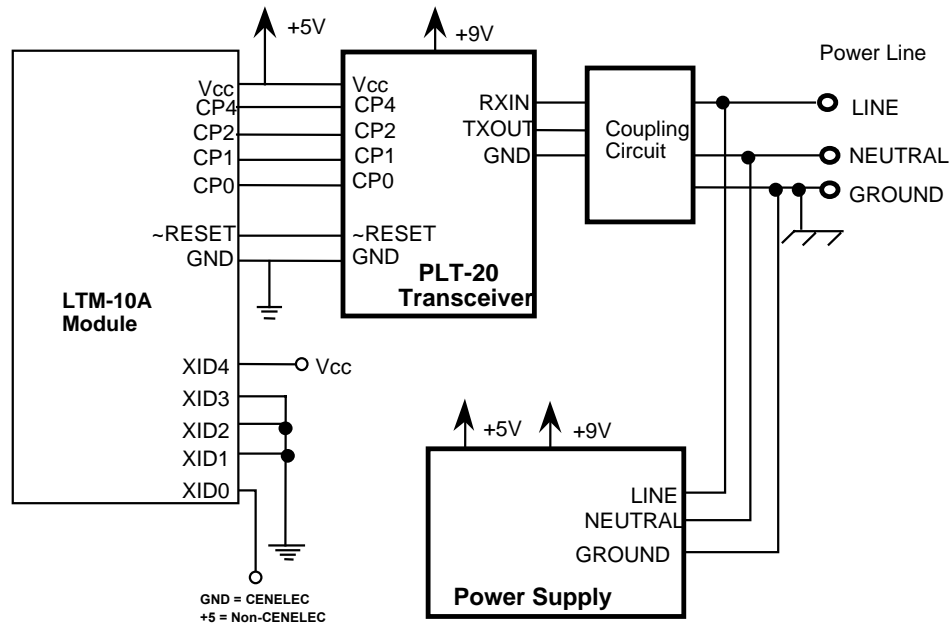 +5V
+9V
Power Line
Vcc
CP4
CP2
CP1
CP0
~RESET
GND
LTM-10A
Module
XID4
XID3
XID2
XID1
XID0
Vcc
GND = CENELEC
+5 = Non-CENELEC
Vcc
CP4
CP2
CP1
CP0
~RESET
GND
PLT-20
Transceiver
RXIN
TXOUT
GND
Coupling
Circuit
LINE
NEUTRAL
GROUND
+5V
+9V
LINE
NEUTRAL
GROUND
Power Supply